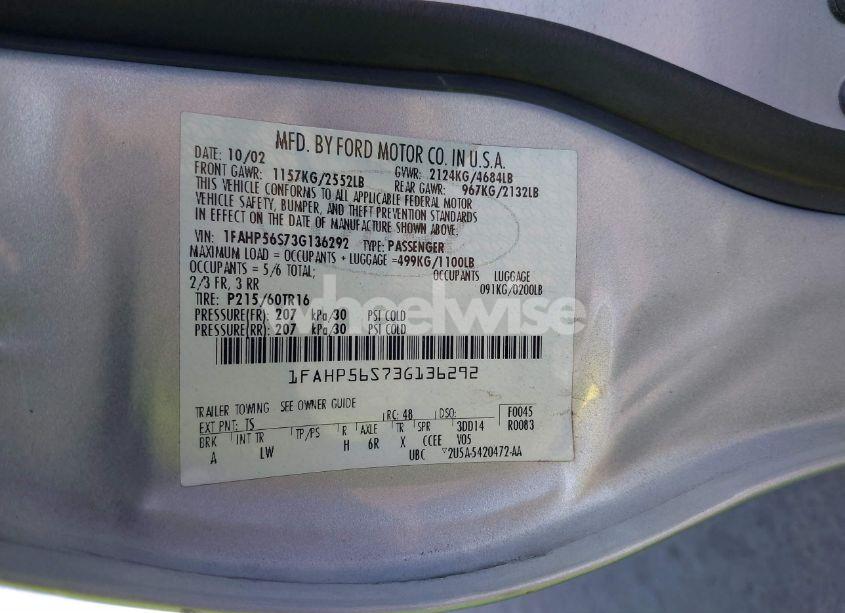 MFD. BY FORD MOTOR CO. IN U.S.A.
DATE: 10/02 GVWR: 2124KG/4684LB
FRONT GAWR: 1157KG/2552LB REAR GAWR: 967KG/2132LB
THIS VEHICLE CONFORMS TO ALL APPLICABLE FEDERAL MOTOR
VEHICLE SAFETY, BUMPER, AND THEFT PREVENTION STANDARDS
IN EFFECT ON THE DATE OF MANUFACTURE SHOWN ABOVE.
VIN: 1FAHP56S73G136292 TYPE: PASSENGER
MAXIMUM LOAD = OCCUPANTS + LUGGAGE =499KG/1100LB
OCCUPANTS = 5/6 TOTAL; OCCUPANTS LUGGAGE
2/3 FR, 3 RR 091KG/0200LB
TIRE: P215/60TR16
PRESSURE(FR): 207 kPa/30 PSI COLD
PRESSURE(RR): 207 kPa/30 PSI COLD
wheelwise
1FAHP56S73G136292
TRAILER TOWING SEE OWNER GUIDE
EXT PNT: TS RC: 48 DSO: F0045
BRK INT TR TP/PS R AXLE TR SPR 3DD14 R0083
A LW H 6R X CCEE V05
UBC ▽2USA-5420472-AA